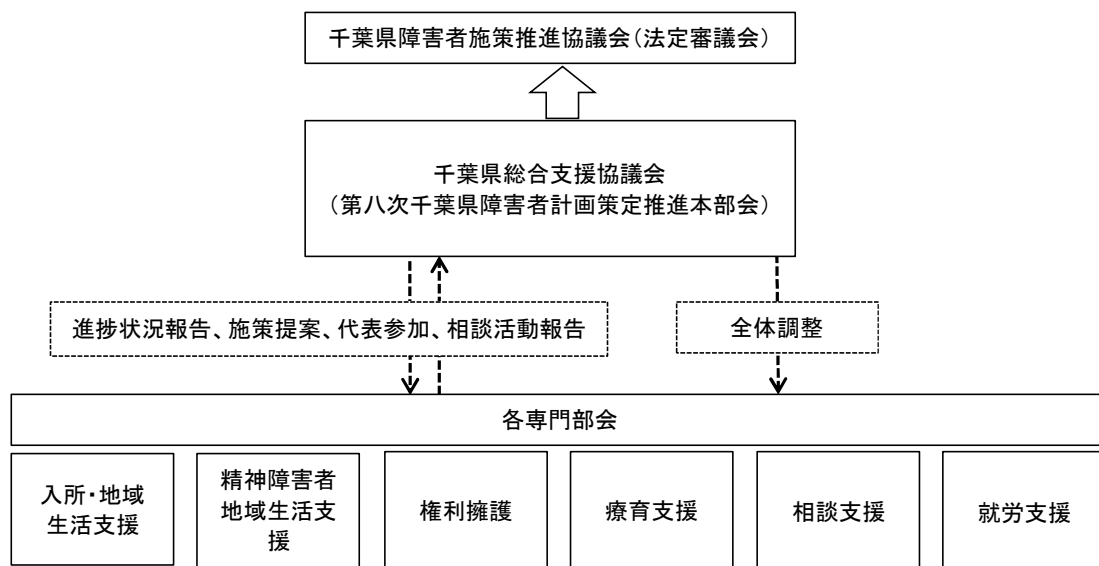 千葉県障害者施策推進協議会（法定審議会）
千葉県総合支援協議会
（第八次千葉県障害者計画策定推進本部会）
進捗状況報告、施策提案、代表参加、相談活動報告
全体調整
各専門部会
入所・地域
生活支援
精神障害者
地域生活支
援
権利擁護
療育支援
相談支援
就労支援